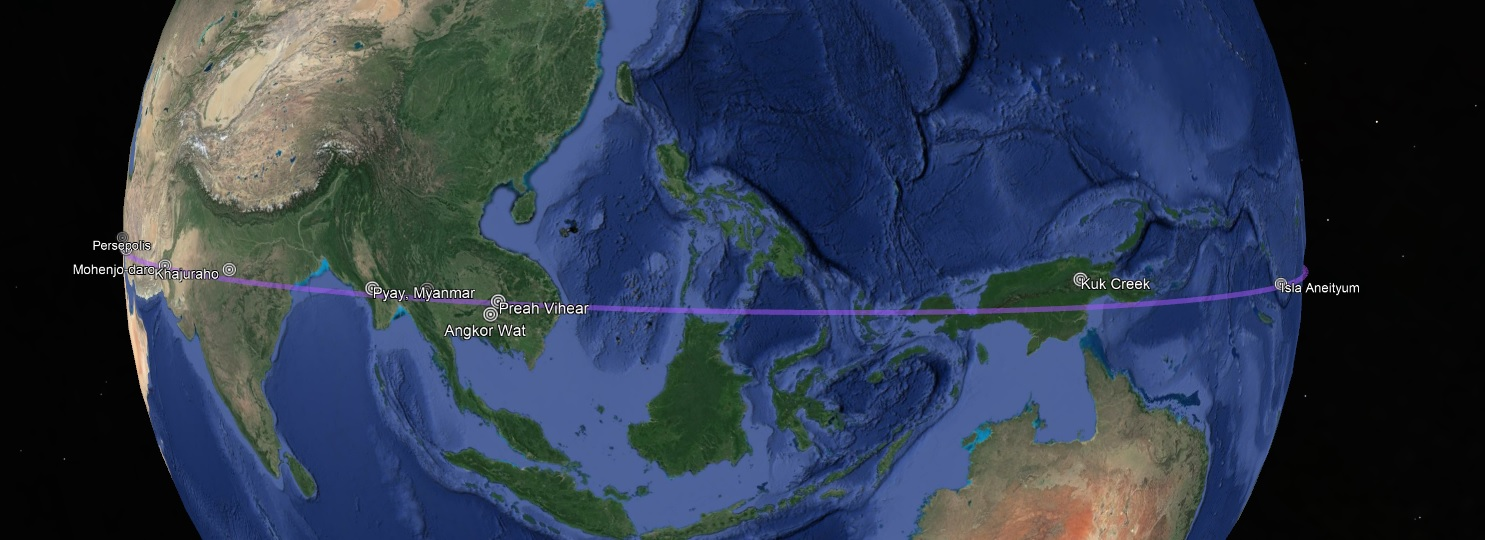 Persepolis
Mohenjo-daro
Khajuraho
Pyay, Myanmar
Preah Vihear
Angkor Wat
Kuk Creek
Isla Aneityum